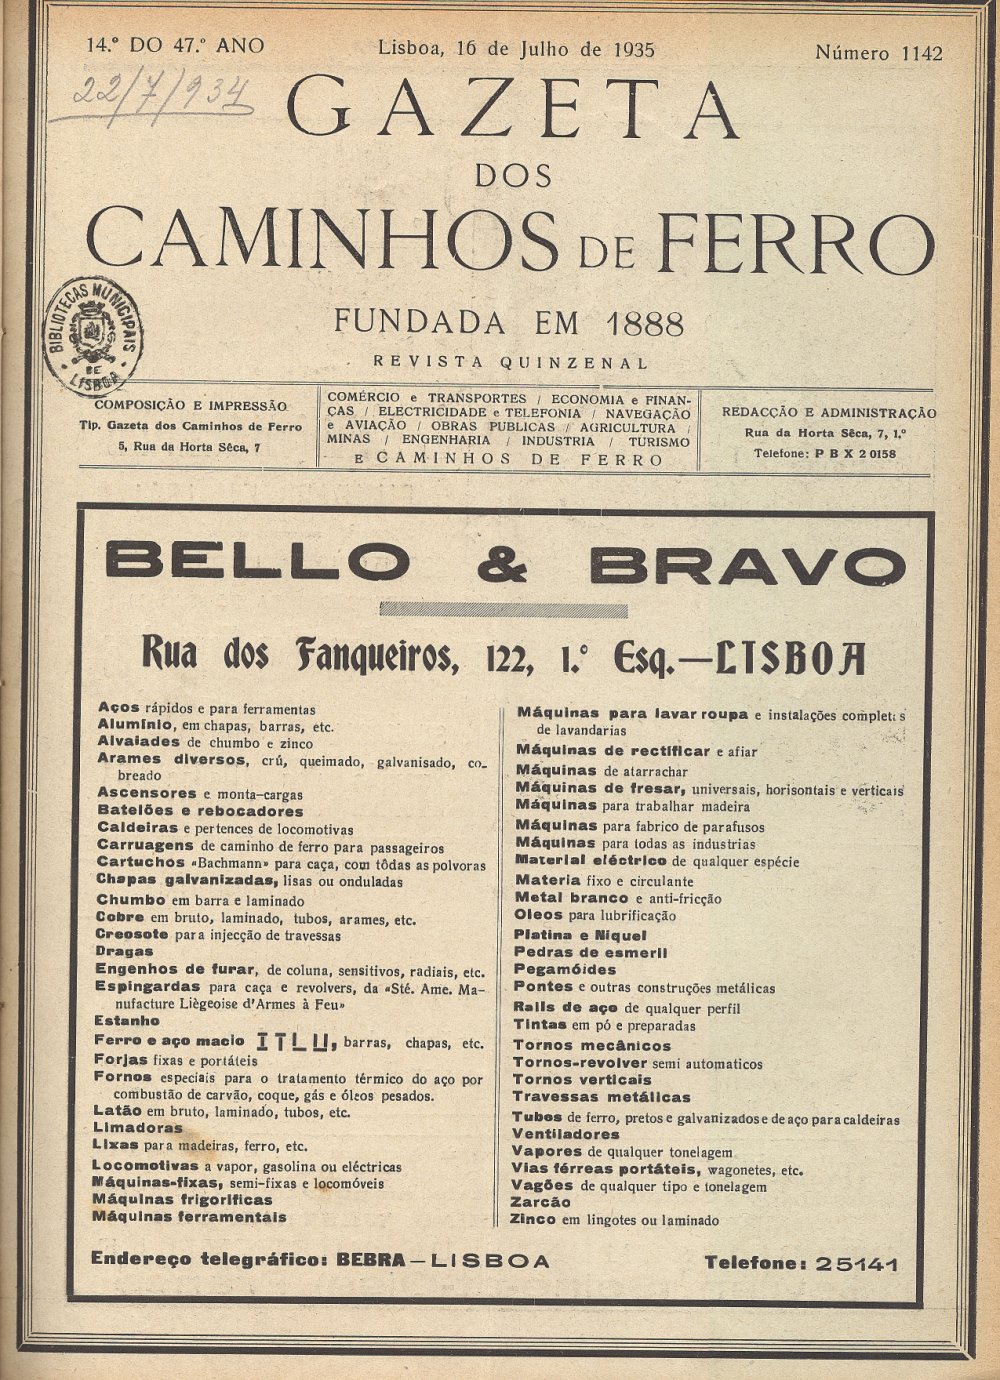 14.º DO 47.º ANO
Lisboa, 16 de Julho de 1935
Número 1142
22/7/934
GAZETA
DOS
CAMINHOS DE FERRO
FUNDADA EM 1888
REVISTA QUINZENAL
BIBLIOTECAS MUNICIPAIS
DE
LISBOA
COMPOSIÇÃO E IMPRESSÃO
Tip. Gazeta dos Caminhos de Ferro
5, Rua da Horta Sêca, 7
COMÉRCIO e TRANSPORTES / ECONOMIA e FINAN-
ÇAS / ELECTRICIDADE e TELEFONIA / NAVEGAÇÃO
e AVIAÇÃO / OBRAS PUBLICAS / AGRICULTURA /
MINAS / ENGENHARIA / INDUSTRIA / TURISMO
E CAMINHOS DE FERRO
REDACÇÃO E ADMINISTRAÇÃO
Rua da Horta Sêca, 7, 1.º
Telefone: P B X 2 0158
BELLO & BRAVO
Rua dos Fanqueiros, 122, 1.º Esq.—LISBOA
Aços rápidos e para ferramentas
Aluminio, em chapas, barras, etc.
Alvaiades de chumbo e zinco
Arames diversos, crú, queimado, galvanisado, co-
breado
Ascensores e monta-cargas
Batelões e rebocadores
Caldeiras e pertences de locomotivas
Carruagens de caminho de ferro para passageiros
Cartuchos «Bachmann» para caça, com tôdas as polvoras
Chapas galvanizadas, lisas ou onduladas
Chumbo em barra e laminado
Cobre em bruto, laminado, tubos, arames, etc.
Creosote para injecção de travessas
Dragas
Engenhos de furar, de coluna, sensitivos, radiais, etc.
Espingardas para caça e revolvers, da «Sté. Ame. Ma-
nufacture Liègeoise d'Armes à Feu»
Estanho
Ferro e aço macio ITLU, barras, chapas, etc.
Forjas fixas e portáteis
Fornos especiais para o tratamento térmico do aço por
combustão de carvão, coque, gás e óleos pesados.
Latão em bruto, laminado, tubos, etc.
Limadoras
Lixas para madeiras, ferro, etc.
Locomotivas a vapor, gasolina ou eléctricas
Máquinas-fixas, semi-fixas e locomóveis
Máquinas frigorificas
Máquinas ferramentais
Máquinas para lavar roupa e instalações completas
de lavandarias
Máquinas de rectificar e afiar
Máquinas de atarrachar
Máquinas de fresar, universais, horisontais e verticais
Máquinas para trabalhar madeira
Máquinas para fabrico de parafusos
Máquinas para todas as industrias
Material eléctrico de qualquer espécie
Materia fixo e circulante
Metal branco e anti-fricção
Oleos para lubrificação
Platina e Niquel
Pedras de esmeril
Pegamóides
Pontes e outras construções metálicas
Rails de aço de qualquer perfil
Tintas em pó e preparadas
Tornos mecânicos
Tornos-revolver semi automaticos
Tornos verticais
Travessas metálicas
Tubos de ferro, pretos e galvanizados e de aço para caldeiras
Ventiladores
Vapores de qualquer tonelagem
Vias férreas portáteis, wagonetes, etc.
Vagões de qualquer tipo e tonelagem
Zarcão
Zinco em lingotes ou laminado
Endereço telegráfico: BEBRA—LISBOA
Telefone: 25141